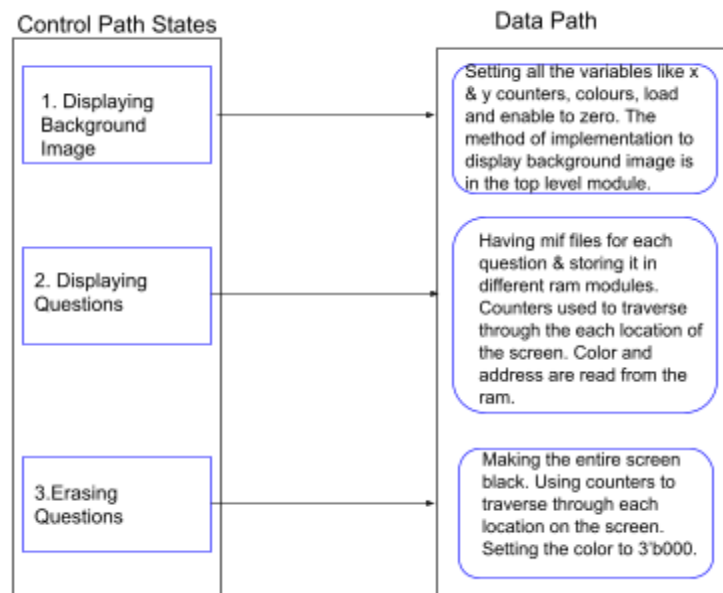 Control Path States
Data Path
1. Displaying
Background
Image
Setting all the variables like x
& y counters, colours, load
and enable to zero. The
method of implementation to
display background image is
in the top level module.
2. Displaying
Questions
Having mif files for each
question & storing it in
different ram modules.
Counters used to traverse
through the each location of
the screen. Color and
address are read from the
ram.
3.Erasing
Questions
Making the entire screen
black. Using counters to
traverse through each
location on the screen.
Setting the color to 3'b000.